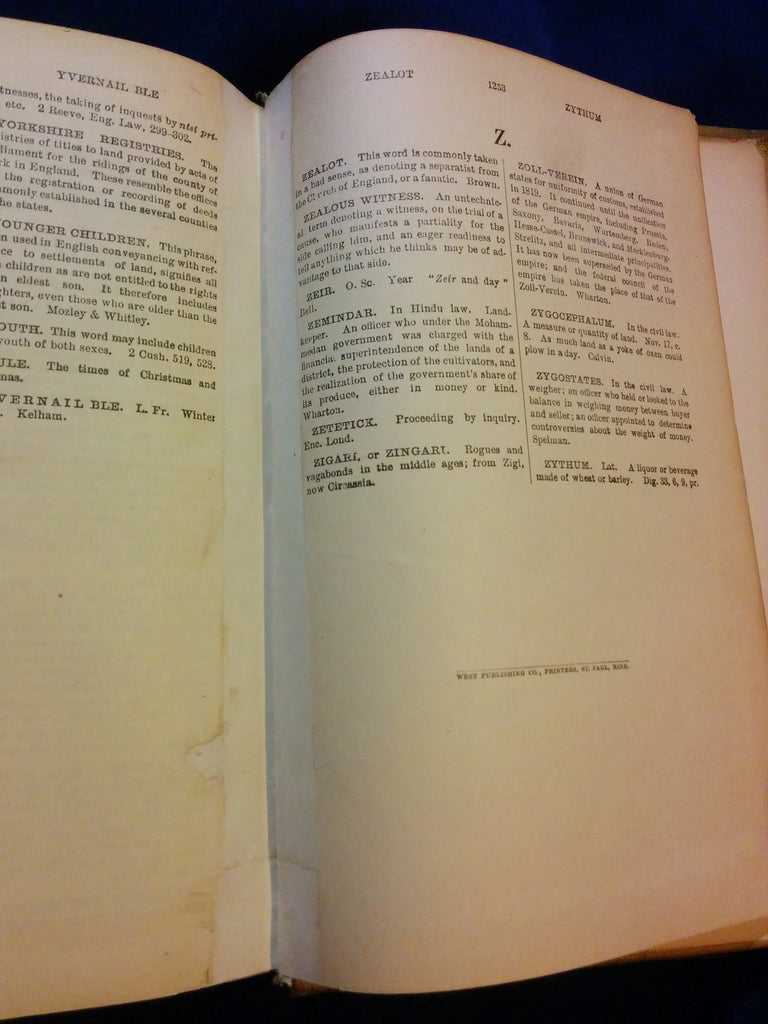 YVERNAIL BLE
tnesses, the taking of inquests by nisi pri-
etc. 2 Reeve, Eng. Law, 299-302.
YORKSHIRE REGISTRIES. The
istries of titles to land provided by acts of
liament for the ridings of the county of
rk in England. These resemble the offices
the registration or recording of deeds
mmonly established in the several counties
he states.
OUNGER CHILDREN. This phrase,
n used in English conveyancing with ref-
ce to settlements of land, signifies all
children as are not entitled to the rights
n eldest son. It therefore includes
ghters, even those who are older than the
st son. Mozley & Whitley.
OUTH. This word may include children
youth of both sexes. 2 Cush. 519, 528.
ULE. The times of Christmas and
nas.
VERNAIL BLE. L. Fr. Winter
. Kelham.
ZEALOT 1253 ZYTHUM
Z.
ZEALOT. This word is commonly taken
in a bad sense, as denoting a separatist from
the Church of England, or a fanatic. Brown.
ZEALOUS WITNESS. An untechnic-
al term denoting a witness, on the trial of a
cause, who manifests a partiality for the
side calling him, and an eager readiness to
tell anything which he thinks may be of ad-
vantage to that side.
ZEIR. O. Sc. Year "Zeir and day"
Bell.
ZEMINDAR. In Hindu law. Land-
keeper. An officer who under the Moham-
medan government was charged with the
financial superintendence of the lands of a
district, the protection of the cultivators, and
the realization of the government's share of
its produce, either in money or kind.
Wharton.
ZETETICK. Proceeding by inquiry.
Enc. Lond.
ZIGARI, or ZINGARI. Rogues and
vagabonds in the middle ages; from Zigi,
now Circassia.
ZOLL-VEREIN. A union of German
states for uniformity of customs, established
in 1819. It continued until the unification
of the German empire, including Prussia,
Saxony, Bavaria, Wurtemberg, Baden,
Hesse-Cassel, Brunswick, and Mecklenburg-
Strelitz, and all intermediate principalities.
It has now been superseded by the German
empire; and the federal council of the
empire has taken the place of that of the
Zoll-Verein. Wharton.
ZYGOCEPHALUM. In the civil law.
A measure or quantity of land. Nov. 17, c.
8. As much land as a yoke of oxen could
plow in a day. Calvin.
ZYGOSTATES. In the civil law. A
weigher; an officer who held or looked to the
balance in weighing money between buyer
and seller; an officer appointed to determine
controversies about the weight of money.
Spelman.
ZYTHUM. Lat. A liquor or beverage
made of wheat or barley. Dig. 33, 6, 9, pr.
WEST PUBLISHING CO., PRINTERS, ST. PAUL, MINN.